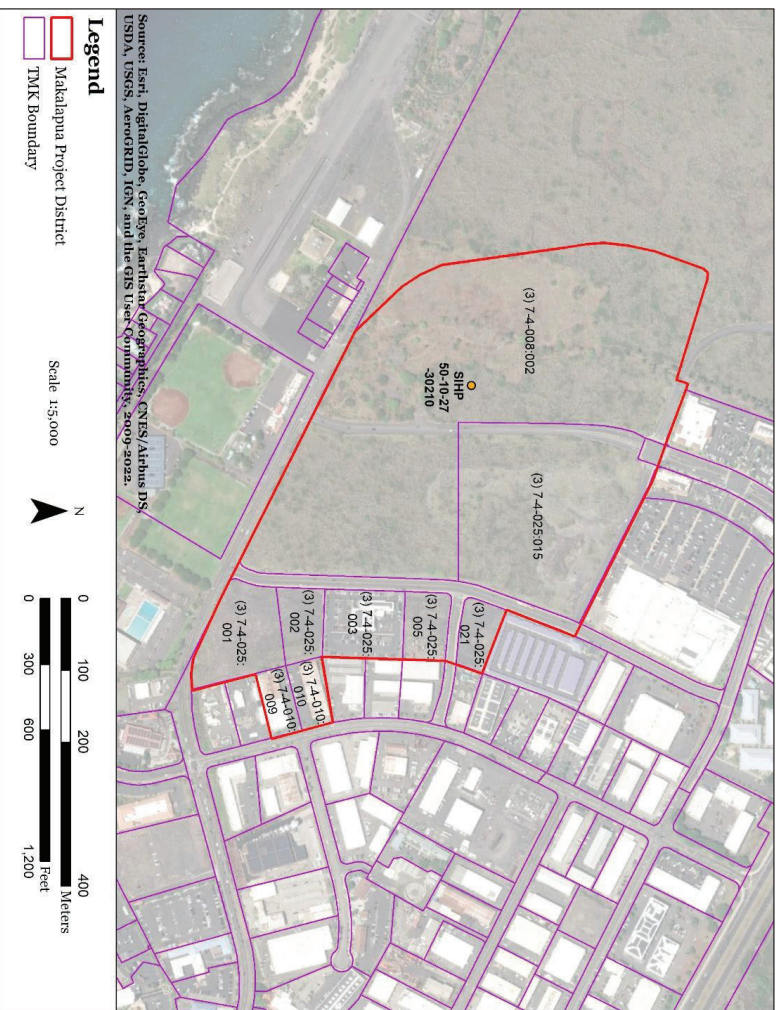 (3) 7-4-008:002
SIHP
50-10-27
-30210
(3) 7-4-025:015
(3) 7-4-025:
021
(3) 7-4-025:
005
(3) 7-4-025:
003
(3) 7-4-025:
002
(3) 7-4-025:
001
(3) 7-4-010:
010
(3) 7-4-010:
009
Source: Esri, DigitalGlobe, GeoEye, Earthstar Geographics, CNES/Airbus DS,
USDA, USGS, AeroGRID, IGN, and the GIS User Community, 2009-2022.
Legend
Makalapua Project District
TMK Boundary
Scale 1:5,000
N
0 100 200 400
Meters
Feet
0 300 600 1,200